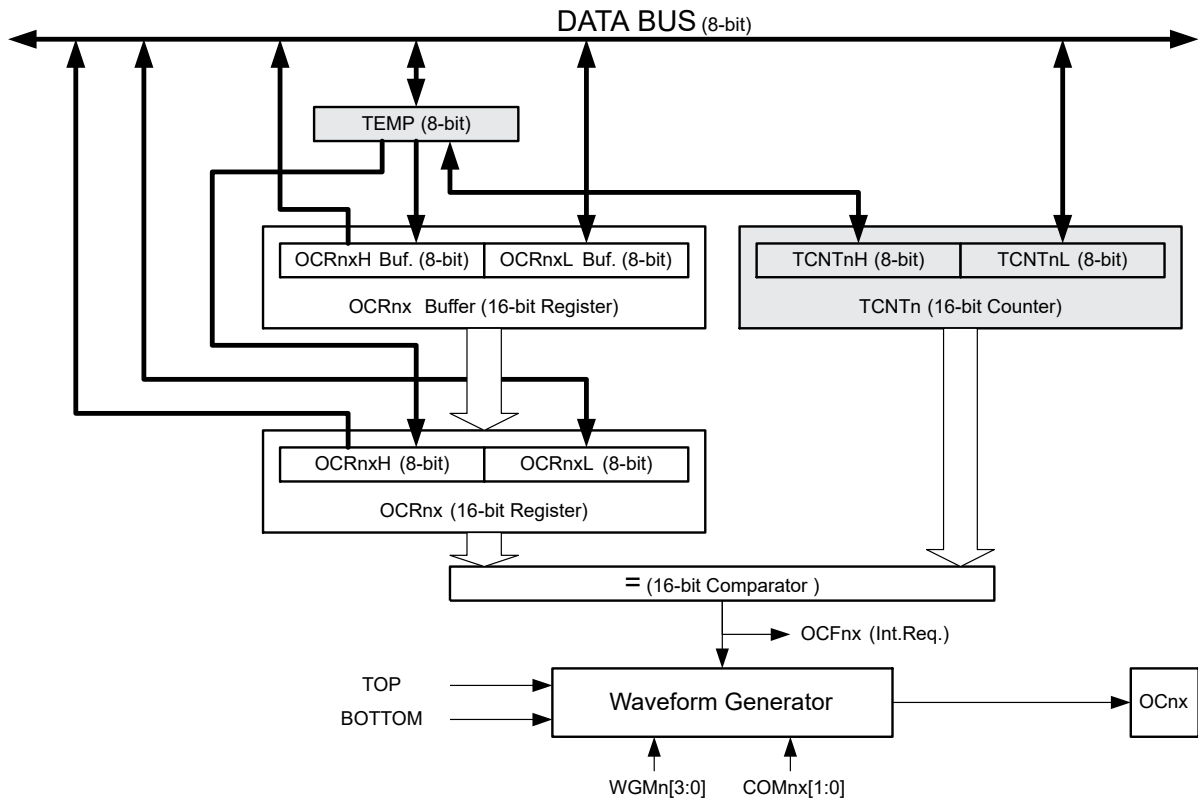 DATA BUS (8-bit)
TEMP (8-bit)
OCRnxH Buf. (8-bit)
OCRnxL Buf. (8-bit)
OCRnx Buffer (16-bit Register)
TCNTnH (8-bit)
TCNTnL (8-bit)
TCNTn (16-bit Counter)
OCRnxH (8-bit)
OCRnxL (8-bit)
OCRnx (16-bit Register)
= (16-bit Comparator )
OCFnx (Int.Req.)
TOP
BOTTOM
Waveform Generator
OCnx
WGMn[3:0]
COMnx[1:0]